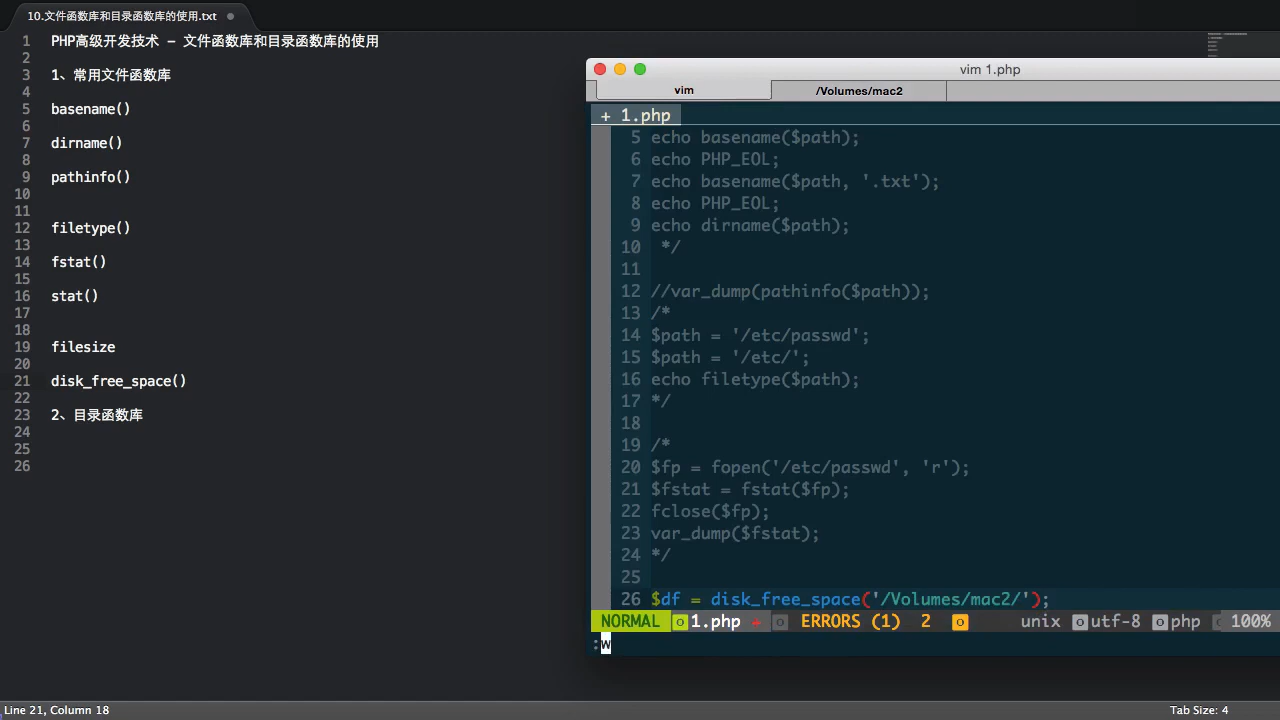 10.文件函数库和目录函数库的使用.txt
1 PHP高级开发技术 - 文件函数库和目录函数库的使用
2
3 1、常用文件函数库
4
5 basename()
6
7 dirname()
8
9 pathinfo()
10
11
12 filetype()
13
14 fstat()
15
16 stat()
17
18
19 filesize
20
21 disk_free_space()
22
23 2、目录函数库
24
25
26
vim 1.php
vim /Volumes/mac2
+ 1.php
5 echo basename($path);
6 echo PHP_EOL;
7 echo basename($path, '.txt');
8 echo PHP_EOL;
9 echo dirname($path);
10 */
11
12 //var_dump(pathinfo($path));
13 /*
14 $path = '/etc/passwd';
15 $path = '/etc/';
16 echo filetype($path);
17 */
18
19 /*
20 $fp = fopen('/etc/passwd', 'r');
21 $fstat = fstat($fp);
22 fclose($fp);
23 var_dump($fstat);
24 */
25
26 $df = disk_free_space('/Volumes/mac2/');
NORMAL 1.php ERRORS (1) 2 unix utf-8 php 100%
:w
Line 21, Column 18 Tab Size: 4